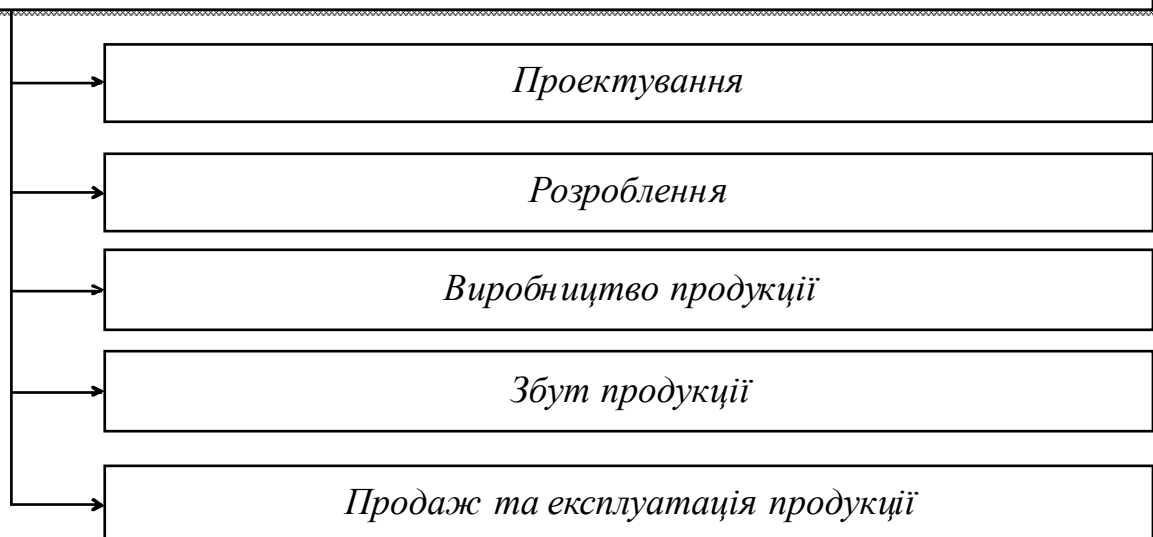 Проектування
Розроблення
Виробництво продукції
Збут продукції
Продаж та експлуатація продукції